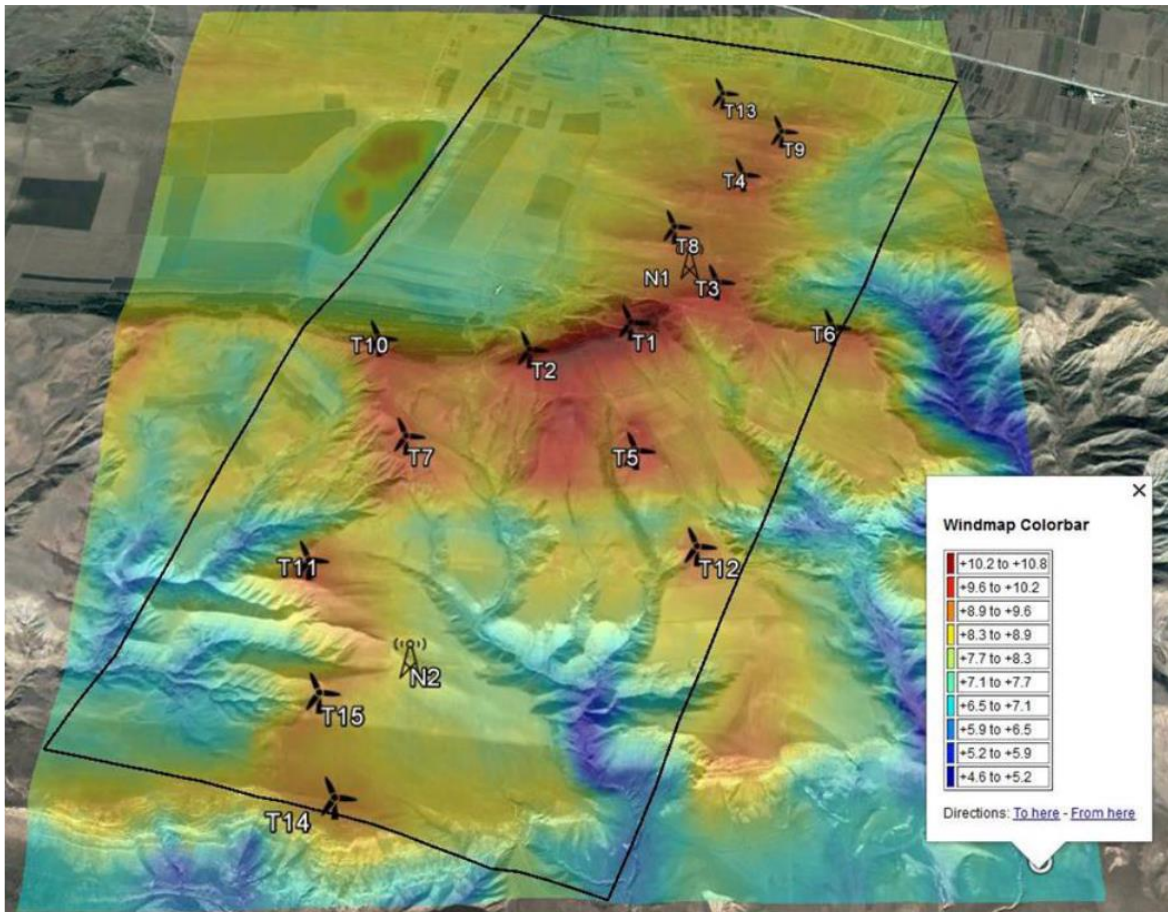 T13
T9
T4
T8
N1
T3
T1
T6
T10
T2
T7
T5
T11
T12
N2
T15
T14
Windmap Colorbar
+10.2 to +10.8
+9.6 to +10.2
+8.9 to +9.6
+8.3 to +8.9
+7.7 to +8.3
+7.1 to +7.7
+6.5 to +7.1
+5.9 to +6.5
+5.2 to +5.9
+4.6 to +5.2
Directions: To here - From here